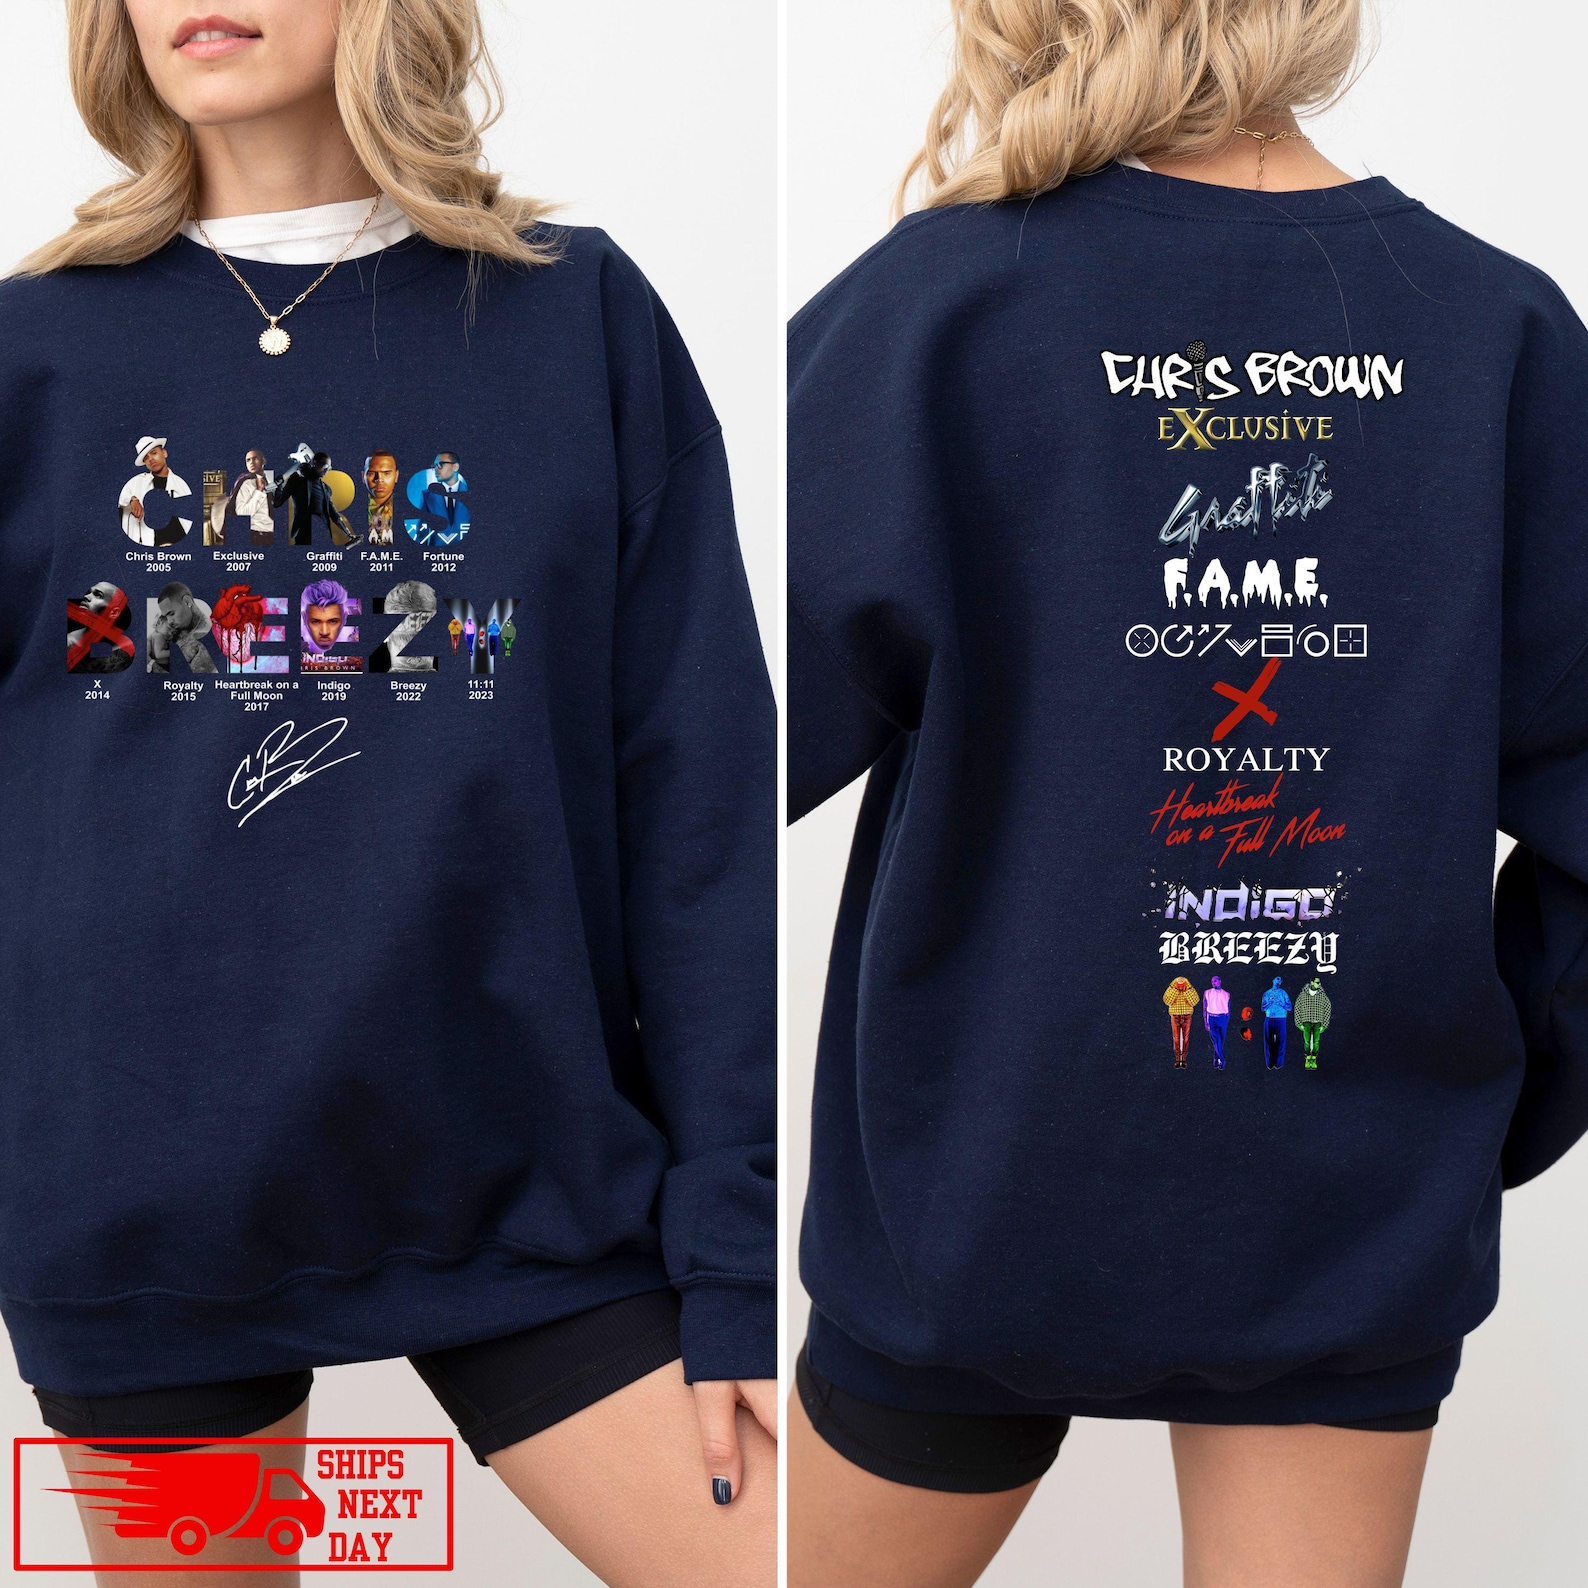 CHRIS
Chris Brown
2005
Exclusive
2007
Graffiti
2009
F.A.M.E.
2011
Fortune
2012
BREEZY
X
2014
Royalty
2015
Heartbreak on a
Full Moon
2017
Indigo
2019
Breezy
2022
11:11
2023
SHIPS
NEXT
DAY
CHRIS BROWN
EXCLUSIVE
Graffiti
F.A.M.E.
X
ROYALTY
Heartbreak
on a Full Moon
INDIGO
BREEZY